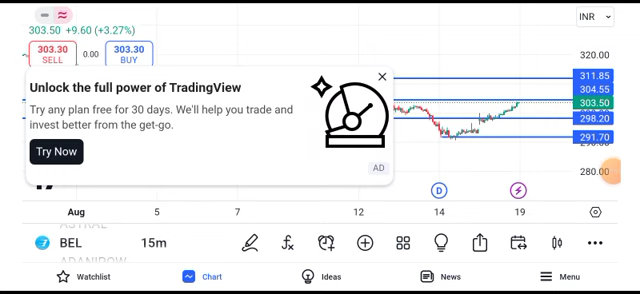 INR
303.50 +9.60 (+3.27%)
303.30
SELL
0.00
303.30
BUY
320.00
311.85
304.55
303.50
298.20
291.70
280.00
Unlock the full power of TradingView
Try any plan free for 30 days. We'll help you trade and
invest better from the get-go.
Try Now
AD
D
Aug 5 7 12 14 19
BEL 15m
ADANIPOW
Watchlist Chart Ideas News Menu